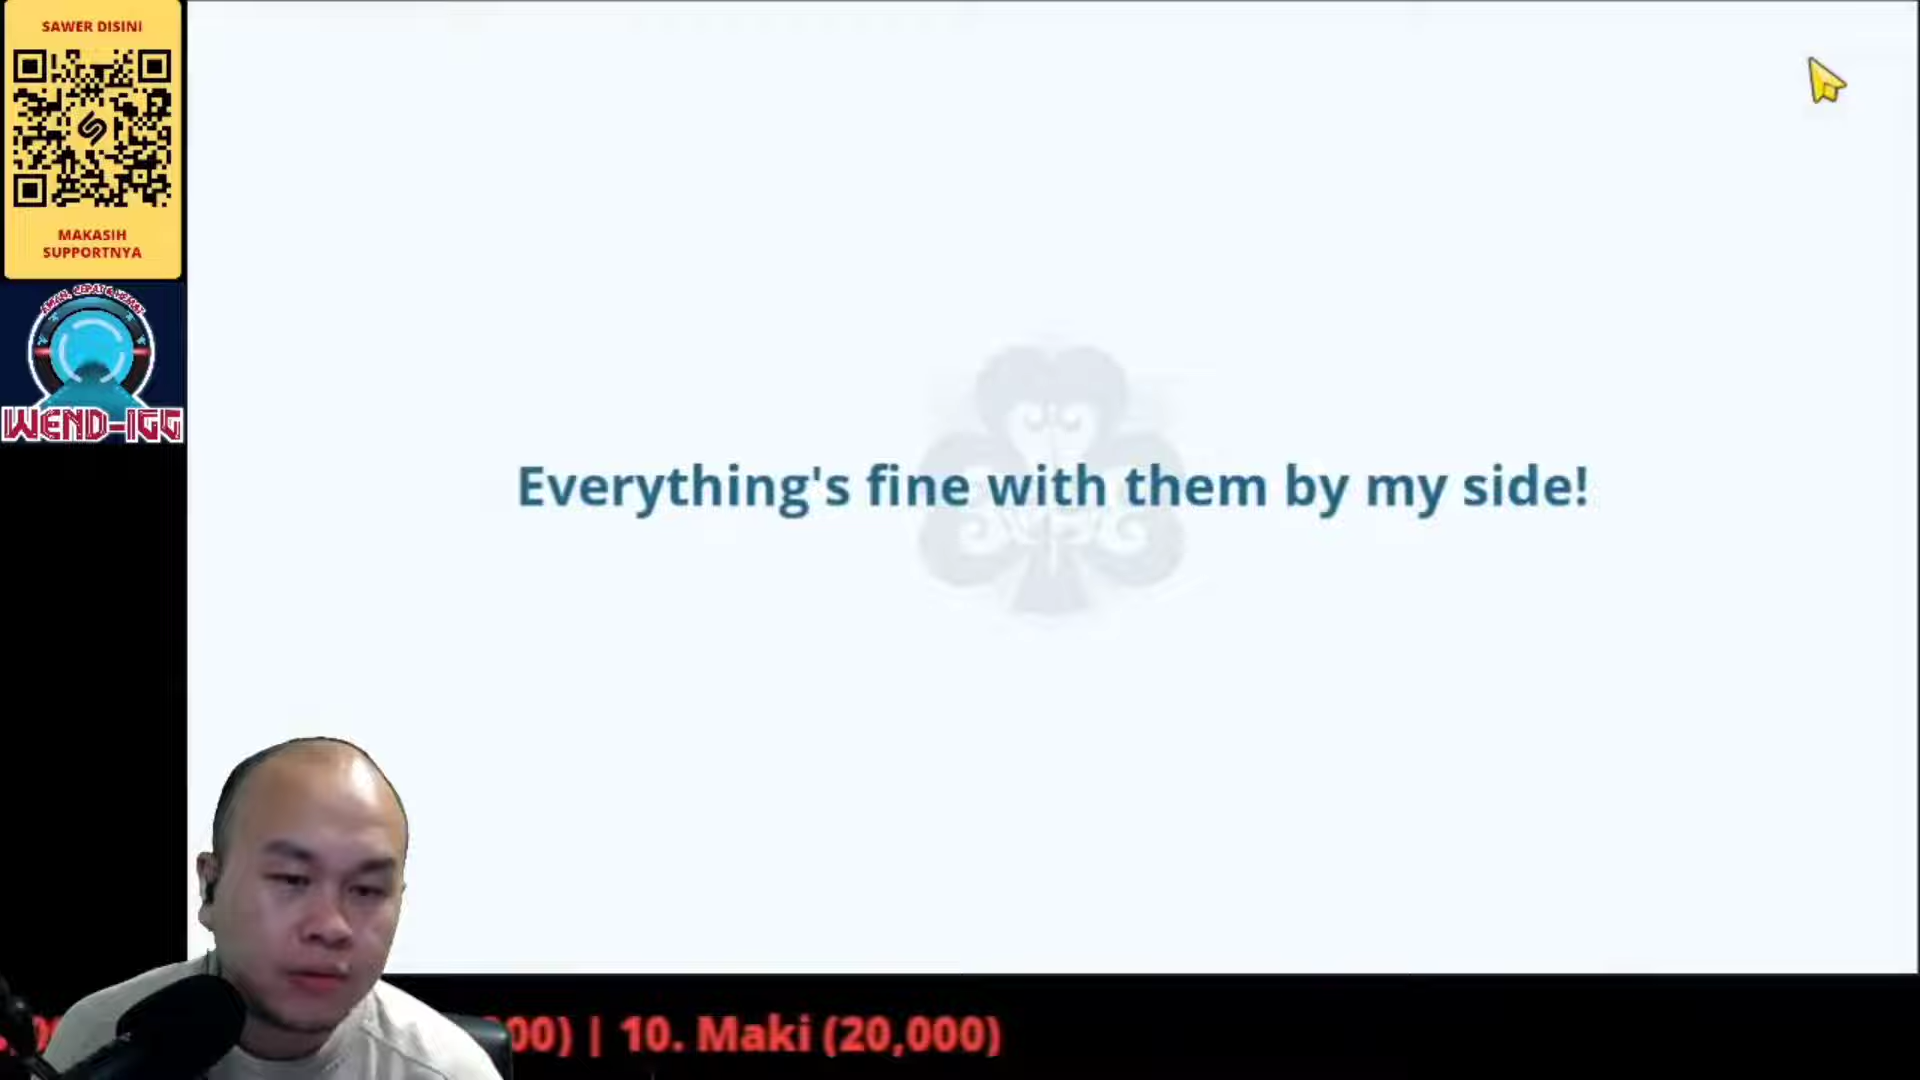 SAWER DISINI
MAKASIH
SUPPORTNYA
WEND-IGG
Everything's fine with them by my side!
00) | 10. Maki (20,000)